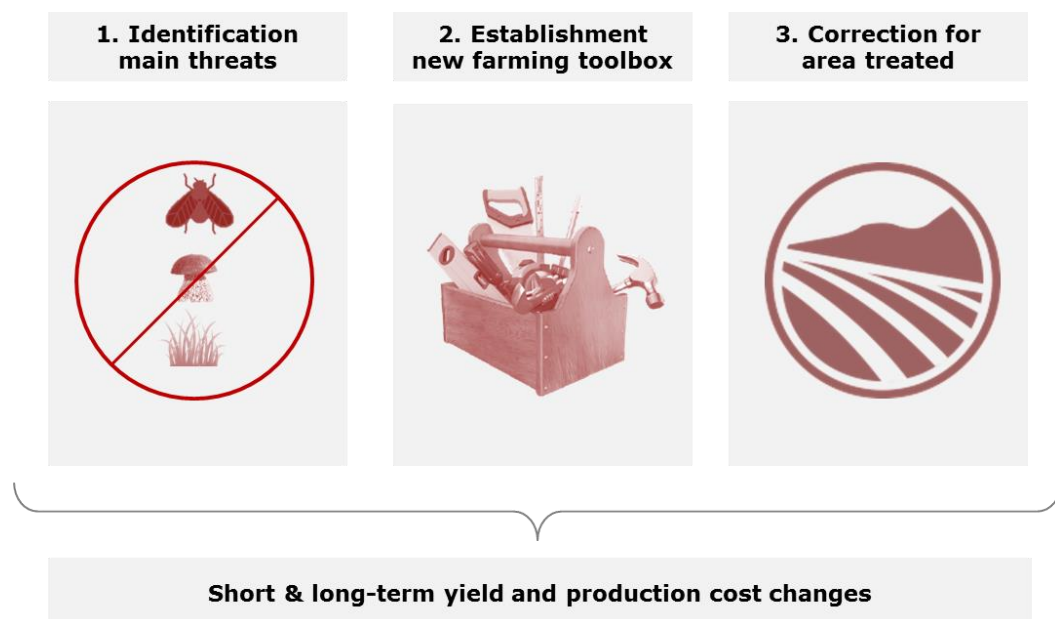 1. Identification
main threats
2. Establishment
new farming toolbox
3. Correction for
area treated
Short & long-term yield and production cost changes